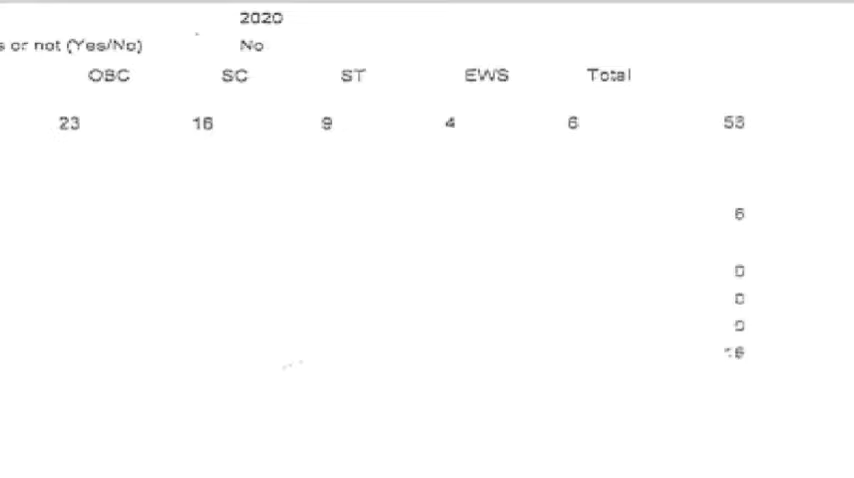 2020
s or not (Yes/No) No
OBC SC ST EWS Total
23 16 9 4 6 58
6
0
0
0